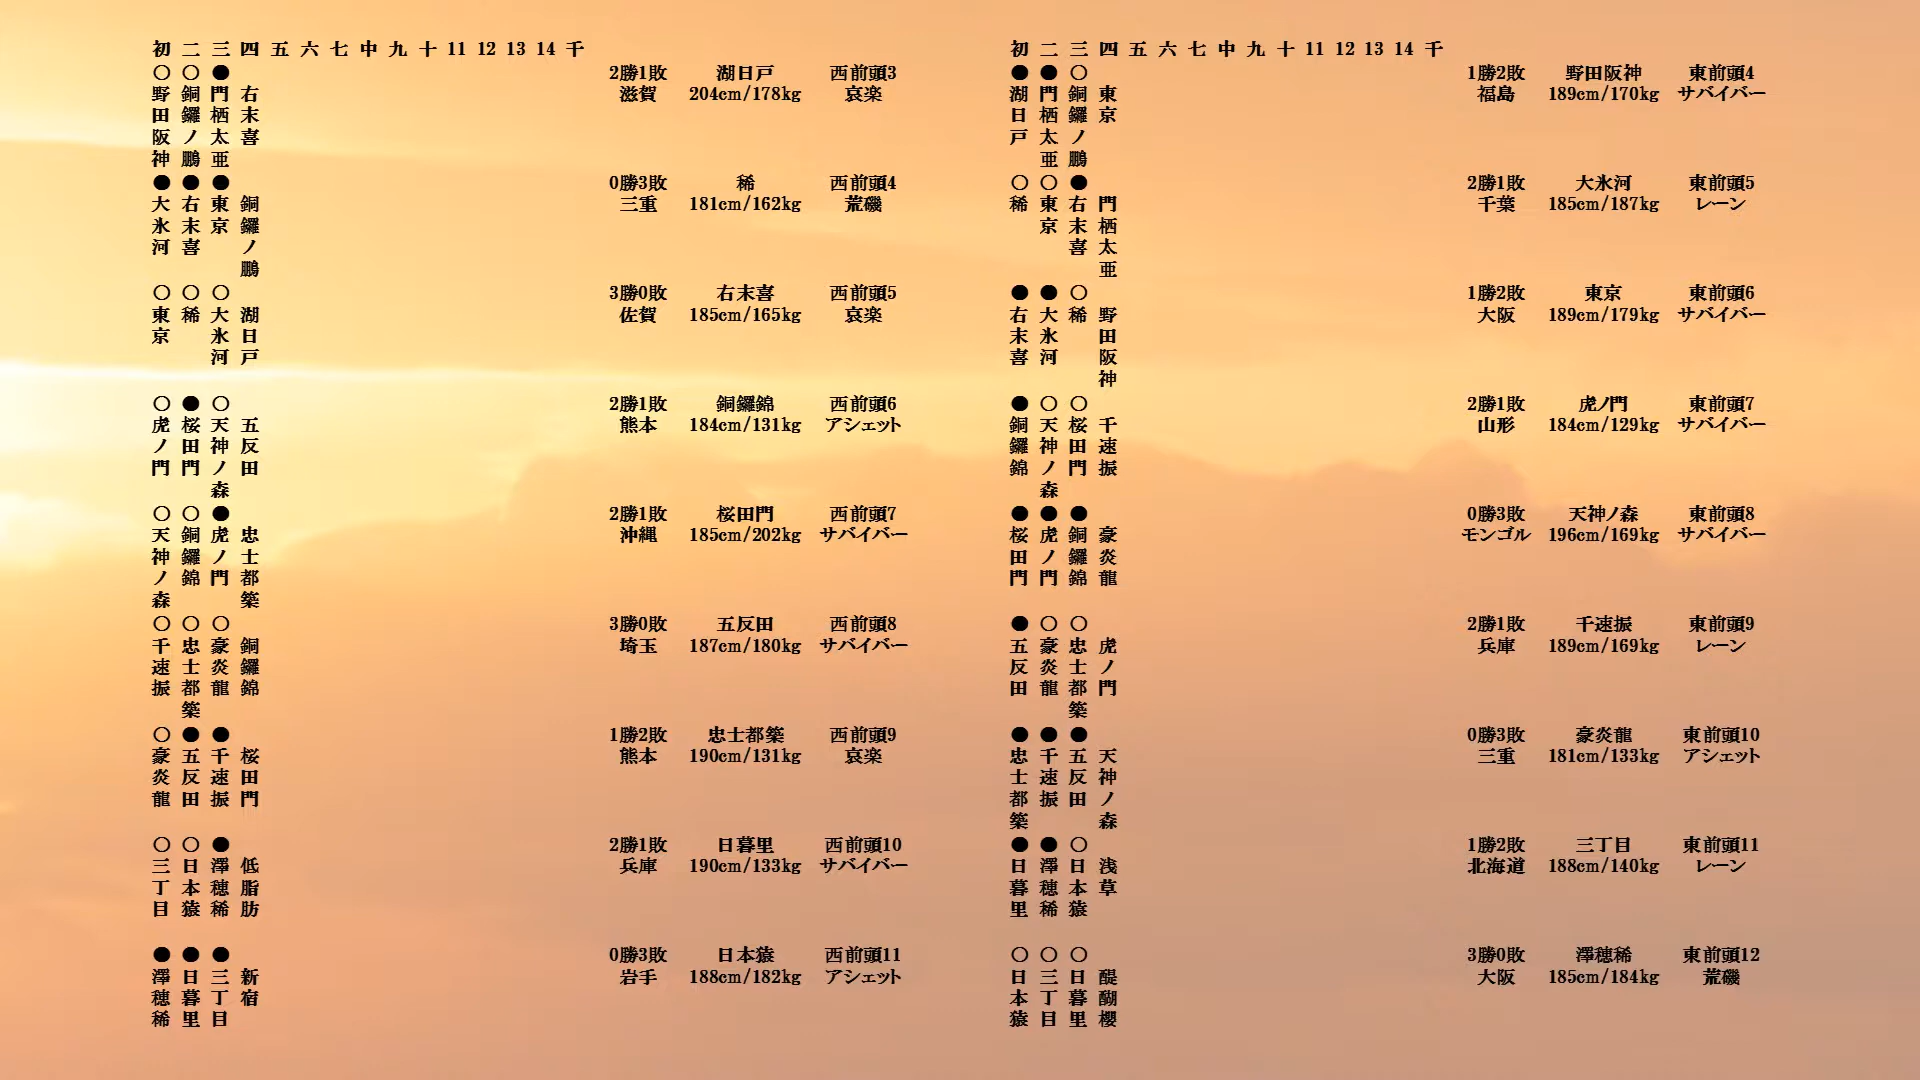 初 二 三 四 五 六 七 中 九 十 11 12 13 14 千
○ ○ ●
野田阪神
銅鑼ノ鵬
門栖太亜
右末喜
2勝1敗 湖日戸 西前頭3
滋賀 204cm/178kg 哀楽
● ● ●
大氷河
右末喜
東京
銅鑼ノ鵬
0勝3敗 稀 西前頭4
三重 181cm/162kg 荒磯
○ ○ ○
東京
稀
大氷河
湖日戸
3勝0敗 右末喜 西前頭5
佐賀 185cm/165kg 哀楽
○ ● ○
虎ノ門
桜田門
天神ノ森
五反田
2勝1敗 銅鑼錦 西前頭6
熊本 184cm/131kg アシェット
○ ○ ●
天神ノ森
銅鑼錦
虎ノ門
忠士都築
2勝1敗 桜田門 西前頭7
沖縄 185cm/202kg サバイバー
○ ○ ○
千速振
忠士都築
豪炎龍
銅鑼錦
3勝0敗 五反田 西前頭8
埼玉 187cm/180kg サバイバー
○ ● ●
豪炎龍
五反田
千速振
桜田門
1勝2敗 忠士都築 西前頭9
熊本 190cm/131kg 哀楽
○ ○ ●
三丁目
日本猿
澤穂稀
低脂肪
2勝1敗 日暮里 西前頭10
兵庫 190cm/133kg サバイバー
● ● ●
澤穂稀
日暮里
三丁目
新宿
0勝3敗 日本猿 西前頭11
岩手 188cm/182kg アシェット
初 二 三 四 五 六 七 中 九 十 11 12 13 14 千
● ● ○
湖日戸
門栖太亜
銅鑼ノ鵬
東京
1勝2敗 野田阪神 東前頭4
福島 189cm/170kg サバイバー
○ ○ ●
稀
東京
右末喜
門栖太亜
2勝1敗 大氷河 東前頭5
千葉 185cm/187kg レーン
● ● ○
右末喜
大氷河
稀
野田阪神
1勝2敗 東京 東前頭6
大阪 189cm/179kg サバイバー
● ○ ○
銅鑼錦
天神ノ森
桜田門
千速振
2勝1敗 虎ノ門 東前頭7
山形 184cm/129kg サバイバー
● ● ●
桜田門
虎ノ門
銅鑼錦
豪炎龍
0勝3敗 天神ノ森 東前頭8
モンゴル 196cm/169kg サバイバー
● ○ ○
五反田
豪炎龍
忠士都築
虎ノ門
2勝1敗 千速振 東前頭9
兵庫 189cm/169kg レーン
● ● ●
忠士都築
千速振
五反田
天神ノ森
0勝3敗 豪炎龍 東前頭10
三重 181cm/133kg アシェット
● ● ○
日暮里
澤穂稀
日本猿
浅草
1勝2敗 三丁目 東前頭11
北海道 188cm/140kg レーン
○ ○ ○
日本猿
三丁目
日暮里
醍醐櫻
3勝0敗 澤穂稀 東前頭12
大阪 185cm/184kg 荒磯